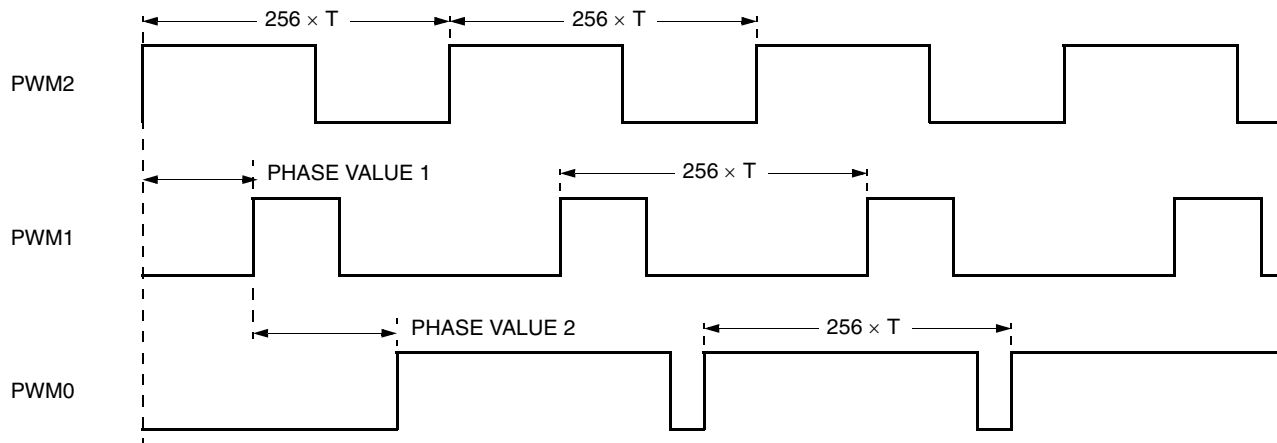 256 × T
256 × T
PWM2
PHASE VALUE 1
256 × T
PWM1
PHASE VALUE 2
256 × T
PWM0